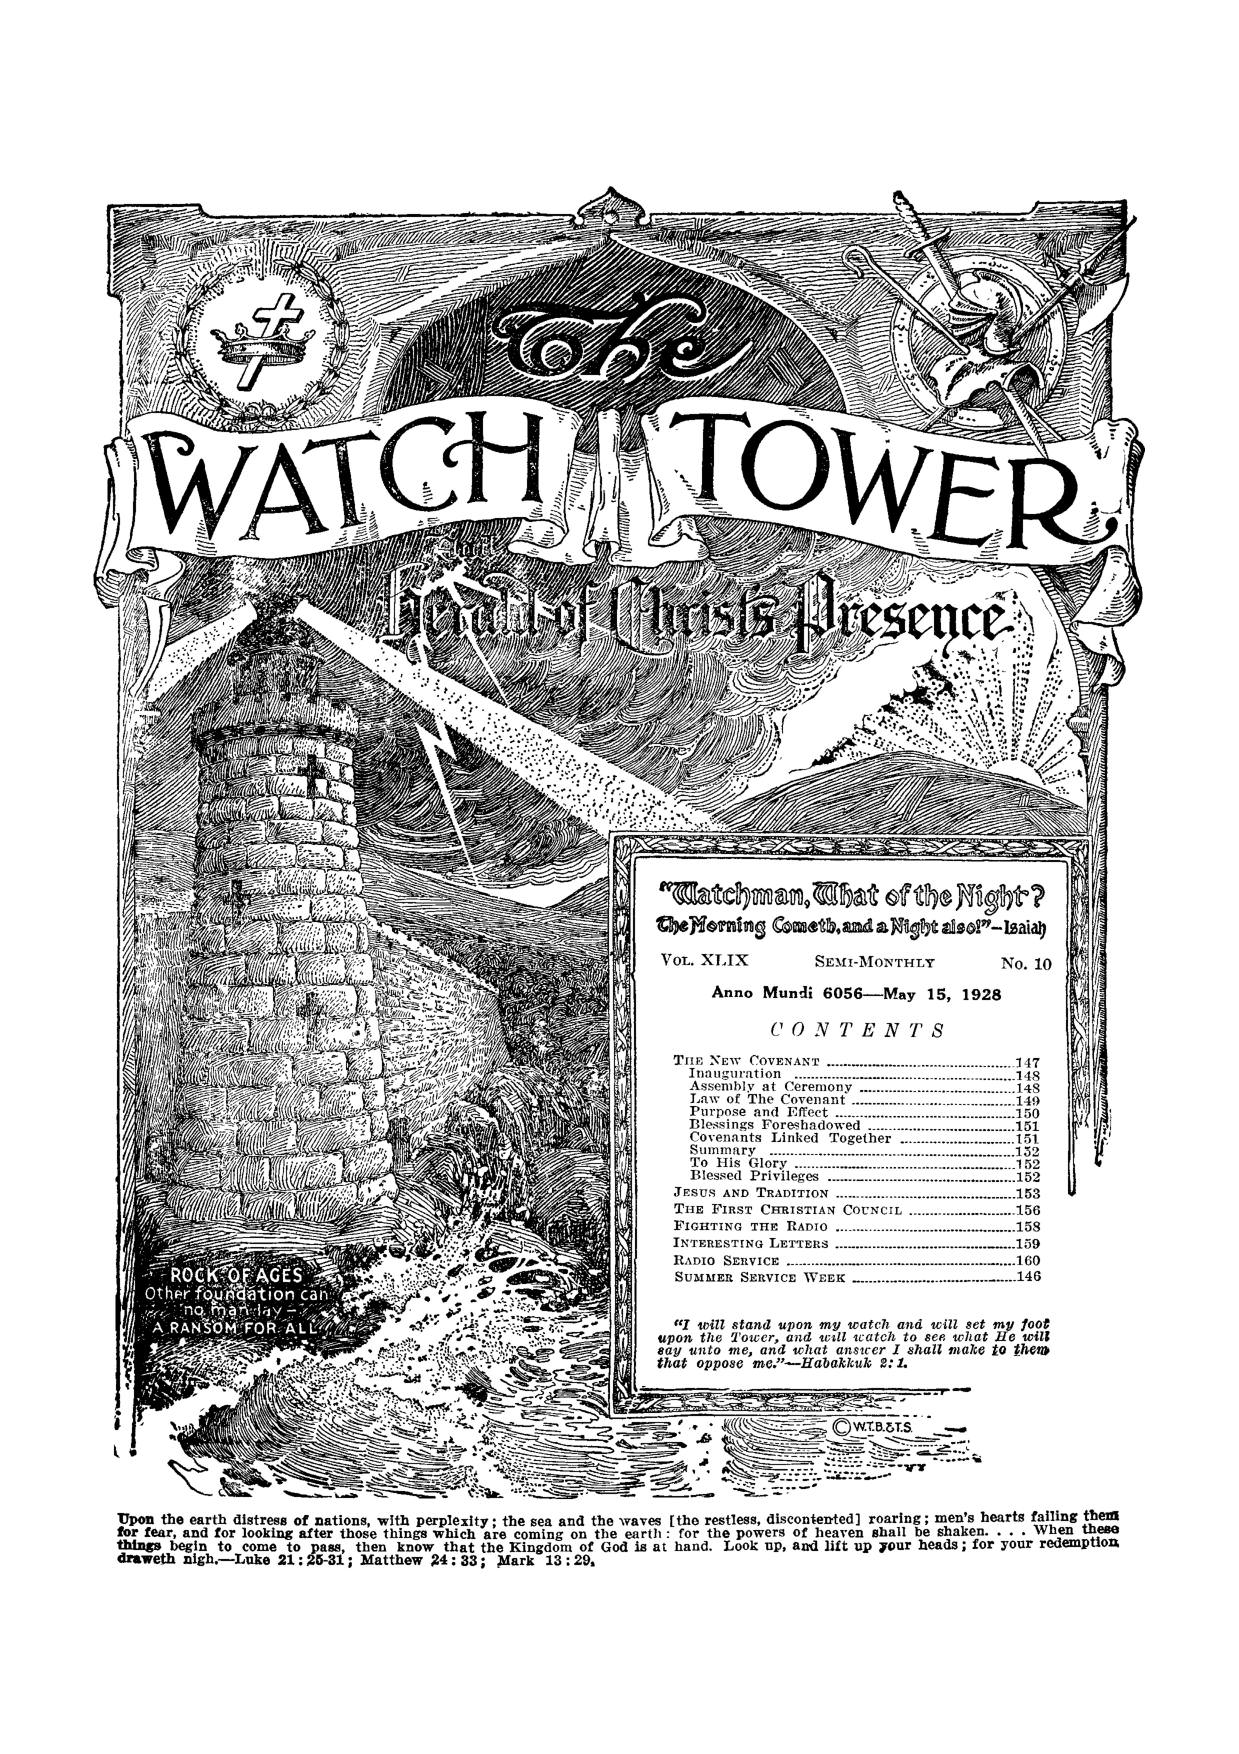 The
WATCH TOWER
And
Herald of Christ's Presence
"Watchman, What of the Night?
The Morning Cometh, and a Night also!"—Isaiah
VOL. XLIX SEMI-MONTHLY No. 10
Anno Mundi 6056—May 15, 1928
CONTENTS
THE NEW COVENANT 147
Inauguration 148
Assembly at Ceremony 148
Law of The Covenant 149
Purpose and Effect 150
Blessings Foreshadowed 151
Covenants Linked Together 151
Summary 152
To His Glory 152
Blessed Privileges 152
JESUS AND TRADITION 153
THE FIRST CHRISTIAN COUNCIL 156
FIGHTING THE RADIO 158
INTERESTING LETTERS 159
RADIO SERVICE 160
SUMMER SERVICE WEEK 146
"I will stand upon my watch and will set my foot
upon the Tower, and will watch to see what He will
say unto me, and what answer I shall make to them
that oppose me."—Habakkuk 2:1.
ROCK OF AGES
Other foundation can
no man lay—
A RANSOM FOR ALL
© W.T.B.&T.S.
Upon the earth distress of nations, with perplexity; the sea and the waves [the restless, discontented] roaring; men's hearts failing them
for fear, and for looking after those things which are coming on the earth: for the powers of heaven shall be shaken. . . . When these
things begin to come to pass, then know that the Kingdom of God is at hand. Look up, and lift up your heads; for your redemption
draweth nigh.—Luke 21:25-31; Matthew 24:33; Mark 13:29.